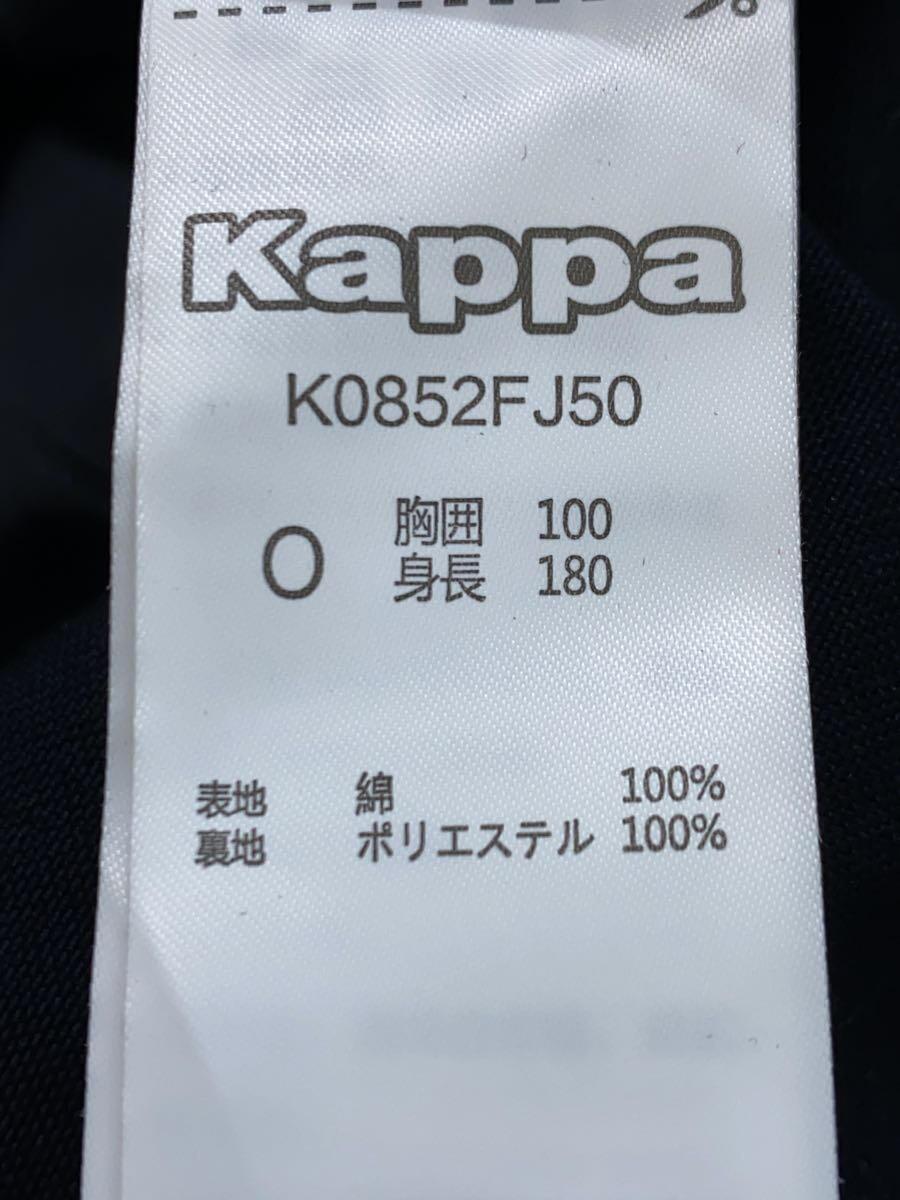 Kappa
K0852FJ50
O
胸囲 100
身長 180
表地 綿 100%
裏地 ポリエステル 100%